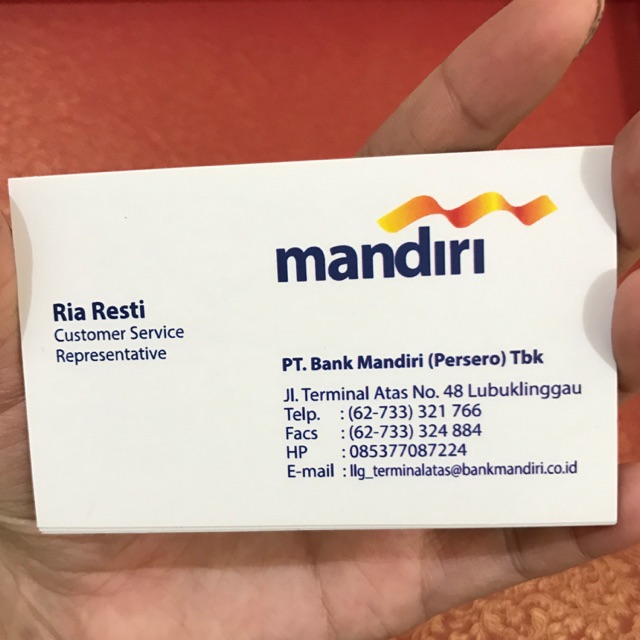 mandiri
Ria Resti
Customer Service
Representative
PT. Bank Mandiri (Persero) Tbk
Jl. Terminal Atas No. 48 Lubuklinggau
Telp. : (62-733) 321 766
Facs : (62-733) 324 884
HP : 085377087224
E-mail : llg_terminalatas@bankmandiri.co.id